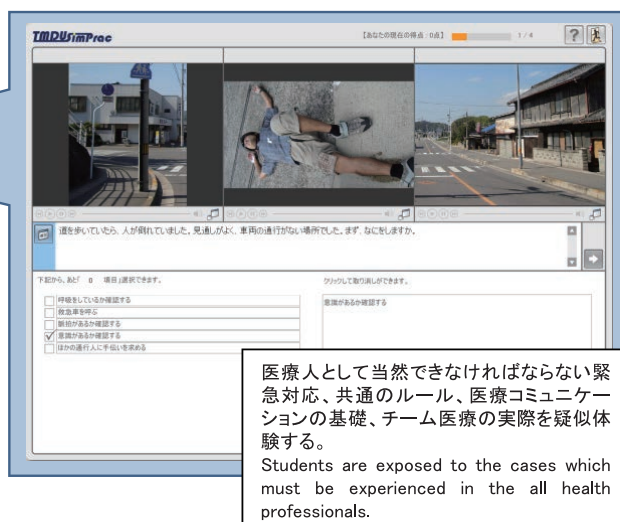 TMDUSimPrac
【あなたの現在の得点：0点】
1/4
?
道を歩いていたら、人が倒れていました。見通しがよく、車両の通行がない場所でした。まず、なにをしますか。
下記から、あと「 0 項目」選択できます。
クリックして取り消しができます。
呼吸をしているか確認する
救急車を呼ぶ
脈拍があるか確認する
意識があるか確認する
ほかの通行人に手伝いを求める
意識があるか確認する
医療人として当然できなければならない緊
急対応、共通のルール、医療コミュニケー
ションの基礎、チーム医療の実際を疑似体
験する。
Students are exposed to the cases which
must be experienced in the all health
professionals.